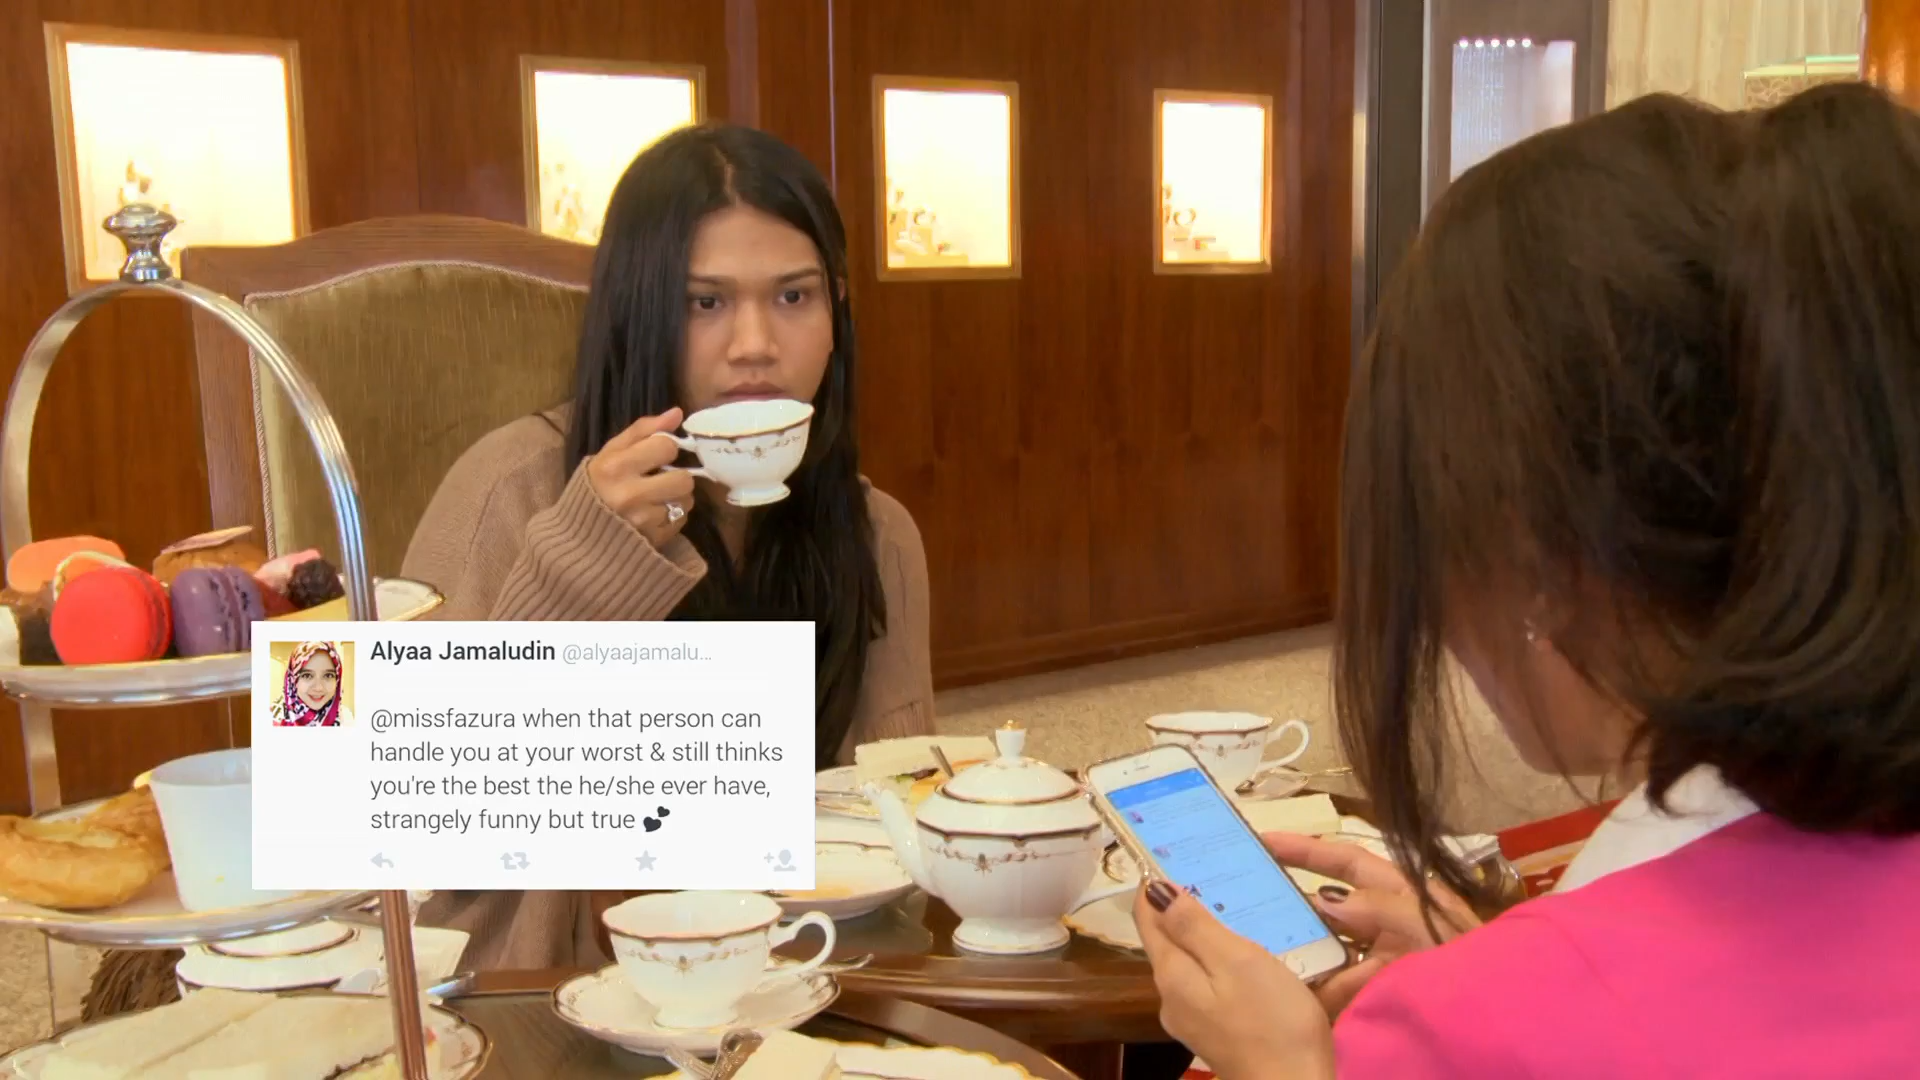 Alyaa Jamaludin @alyaajamalu...
@missfazura when that person can
handle you at your worst & still thinks
you're the best the he/she ever have,
strangely funny but true